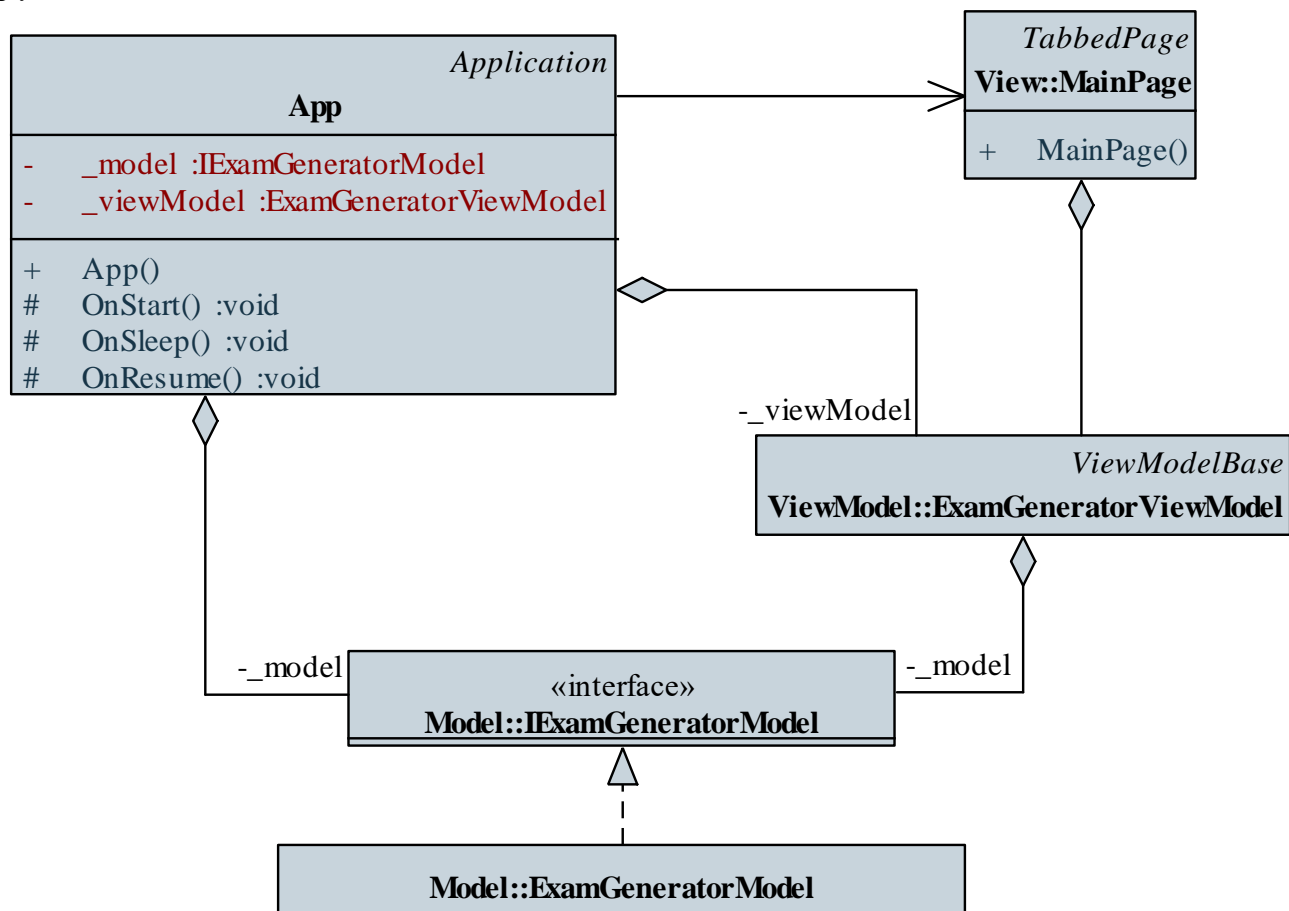 Application
App
- _model :IExamGeneratorModel
- _viewModel :ExamGeneratorViewModel
+ App()
# OnStart() :void
# OnSleep() :void
# OnResume() :void
TabbedPage
View::MainPage
+ MainPage()
-_viewModel
ViewModelBase
ViewModel::ExamGeneratorViewModel
-_model
-_model
«interface»
Model::IExamGeneratorModel
Model::ExamGeneratorModel